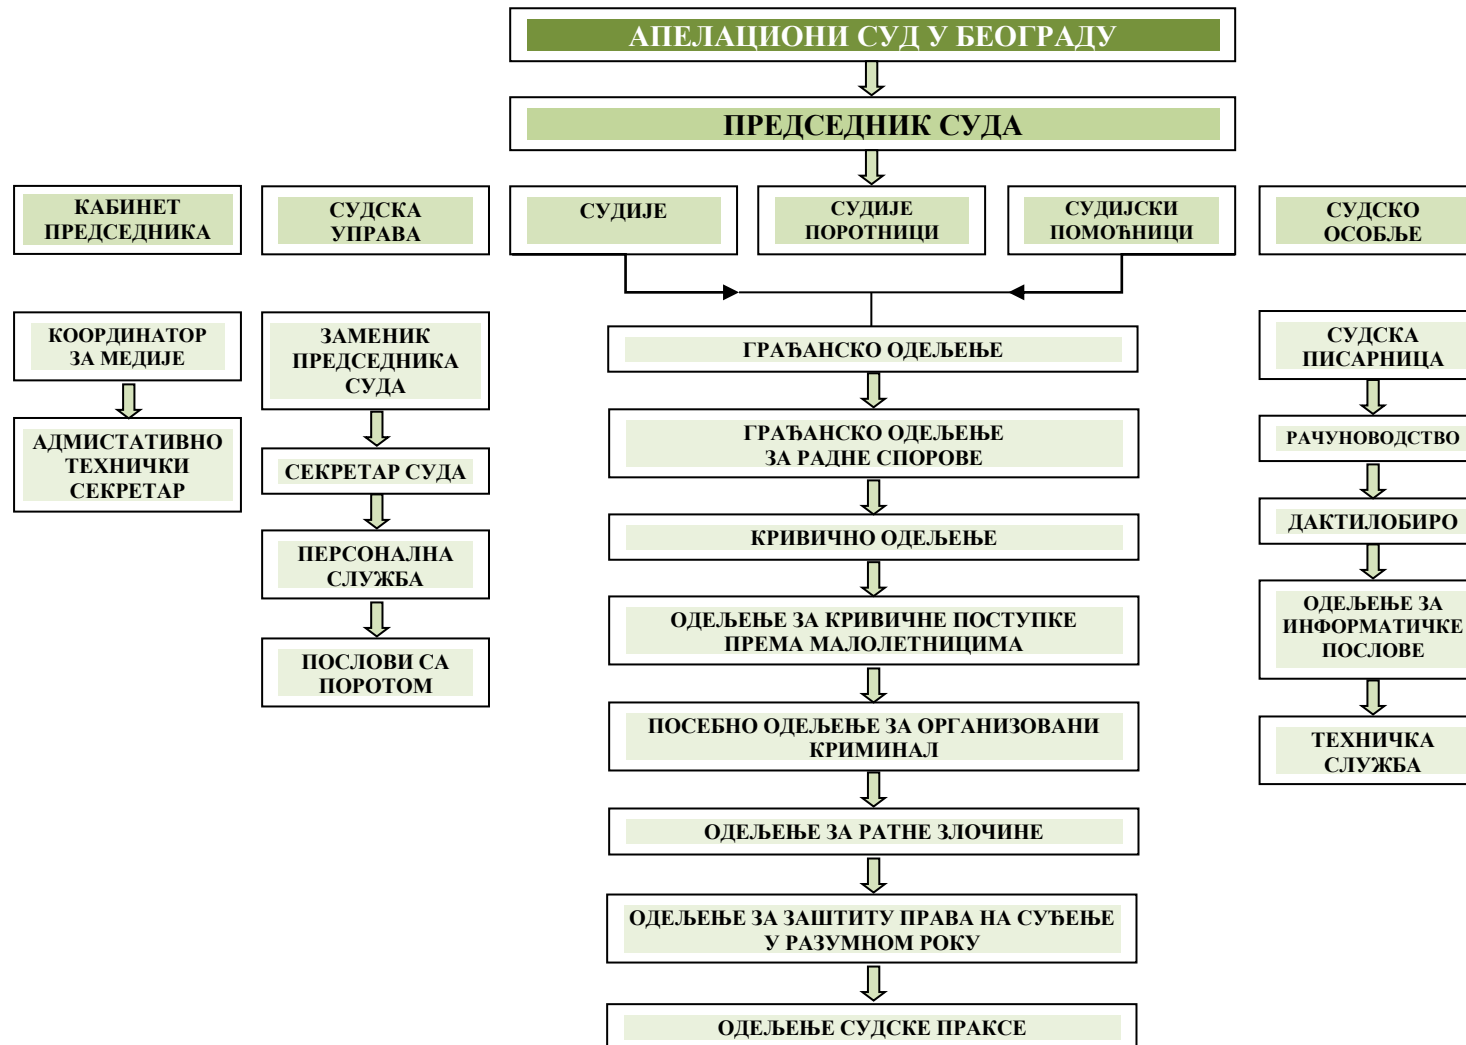 АПЕЛАЦИОНИ СУД У БЕОГРАДУ
ПРЕДСЕДНИК СУДА
КАБИНЕТ
ПРЕДСЕДНИКА
СУДСКА
УПРАВА
СУДИЈЕ
СУДИЈЕ
ПОРОТНИЦИ
СУДИЈСКИ
ПОМОЋНИЦИ
СУДСКО
ОСОБЉЕ
КООРДИНАТОР
ЗА МЕДИЈЕ
АДМИСТАТИВНО
ТЕХНИЧКИ
СЕКРЕТАР
ЗАМЕНИК
ПРЕДСЕДНИКА
СУДА
СЕКРЕТАР СУДА
ПЕРСОНАЛНА
СЛУЖБА
ПОСЛОВИ СА
ПОРОТОМ
ГРАЂАНСКО ОДЕЉЕЊЕ
ГРАЂАНСКО ОДЕЉЕЊЕ
ЗА РАДНЕ СПОРОВЕ
КРИВИЧНО ОДЕЉЕЊЕ
ОДЕЉЕЊЕ ЗА КРИВИЧНЕ ПОСТУПКЕ
ПРЕМА МАЛОЛЕТНИЦИМА
ПОСЕБНО ОДЕЉЕЊЕ ЗА ОРГАНИЗОВАНИ
КРИМИНАЛ
ОДЕЉЕЊЕ ЗА РАТНЕ ЗЛОЧИНЕ
ОДЕЉЕЊЕ ЗА ЗАШТИТУ ПРАВА НА СУЂЕЊЕ
У РАЗУМНОМ РОКУ
ОДЕЉЕЊЕ СУДСКЕ ПРАКСЕ
СУДСКА
ПИСАРНИЦА
РАЧУНОВОДСТВО
ДАКТИЛОБИРО
ОДЕЉЕЊЕ ЗА
ИНФОРМАТИЧКЕ
ПОСЛОВЕ
ТЕХНИЧКА
СЛУЖБА